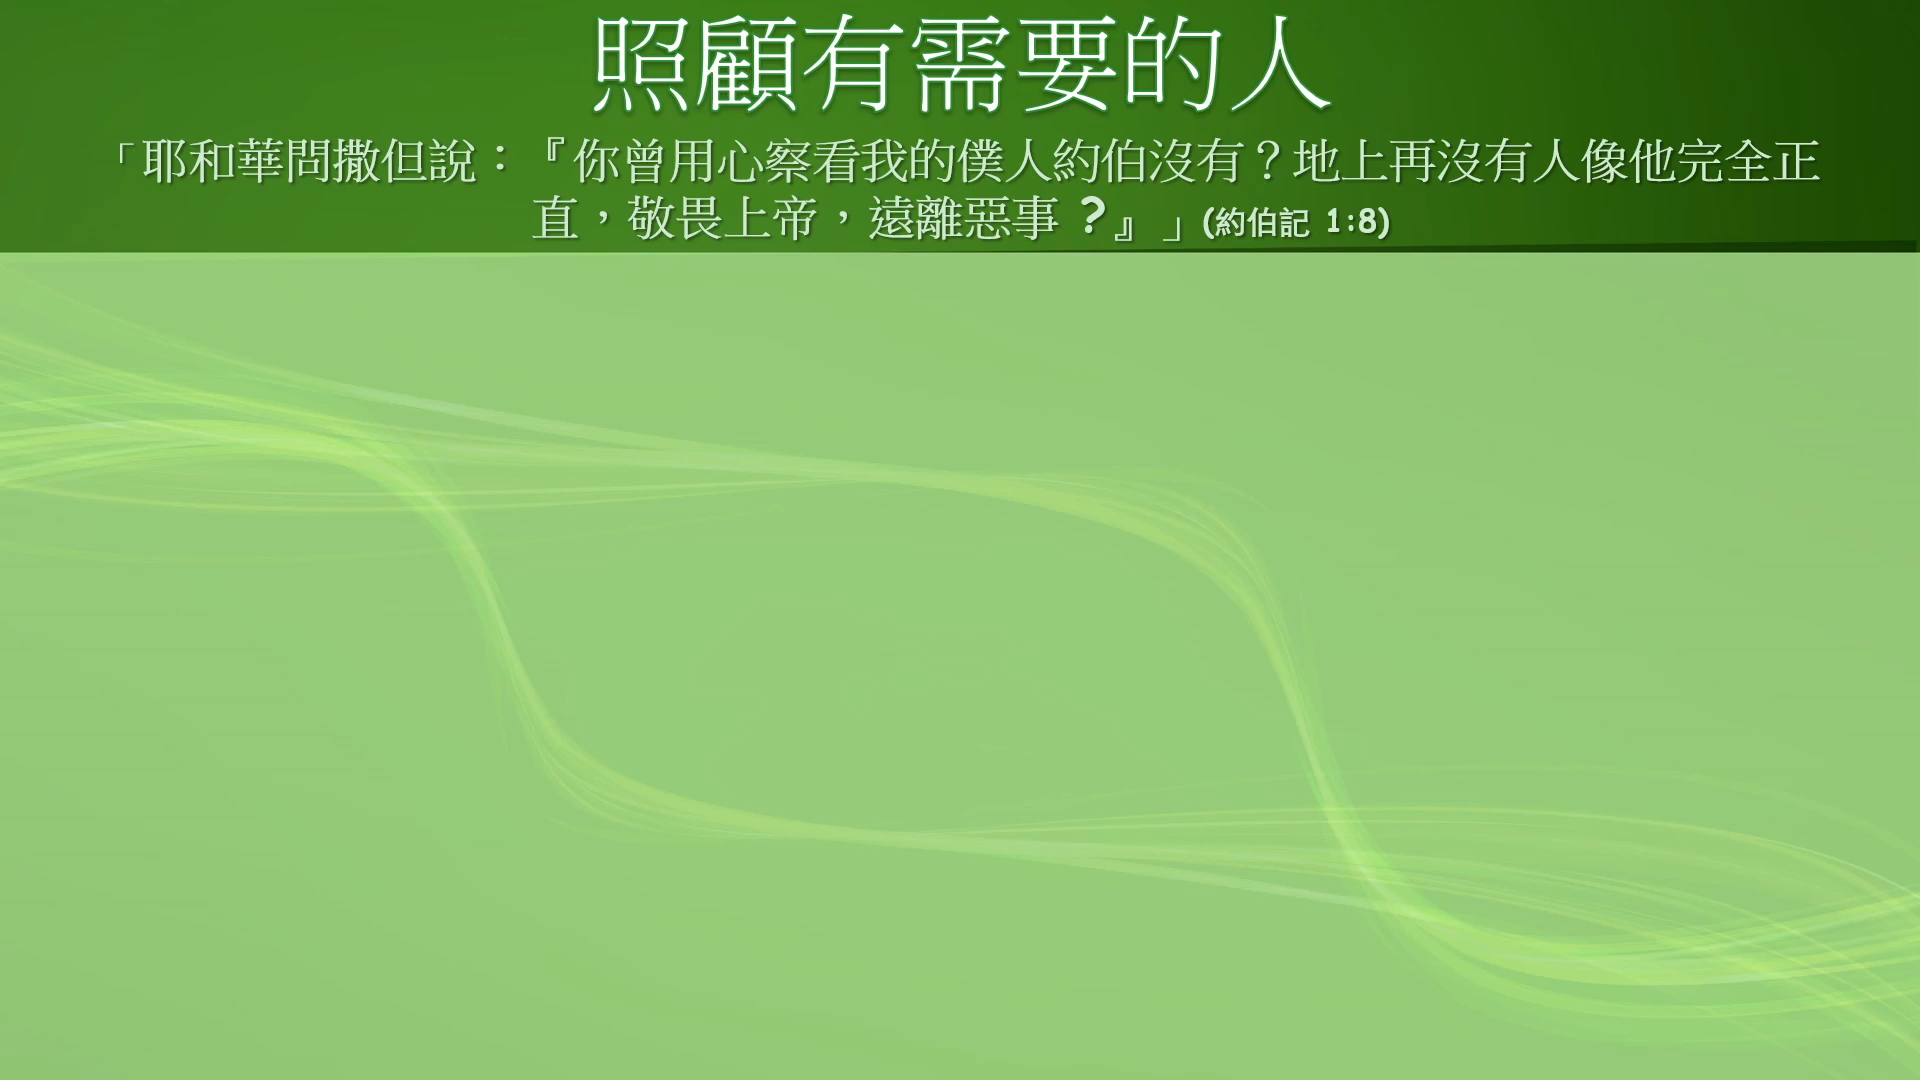 照顧有需要的人
「耶和華問撒但說：『你曾用心察看我的僕人約伯沒有？地上再沒有人像他完全正
直，敬畏上帝，遠離惡事？』」(約伯記 1:8)